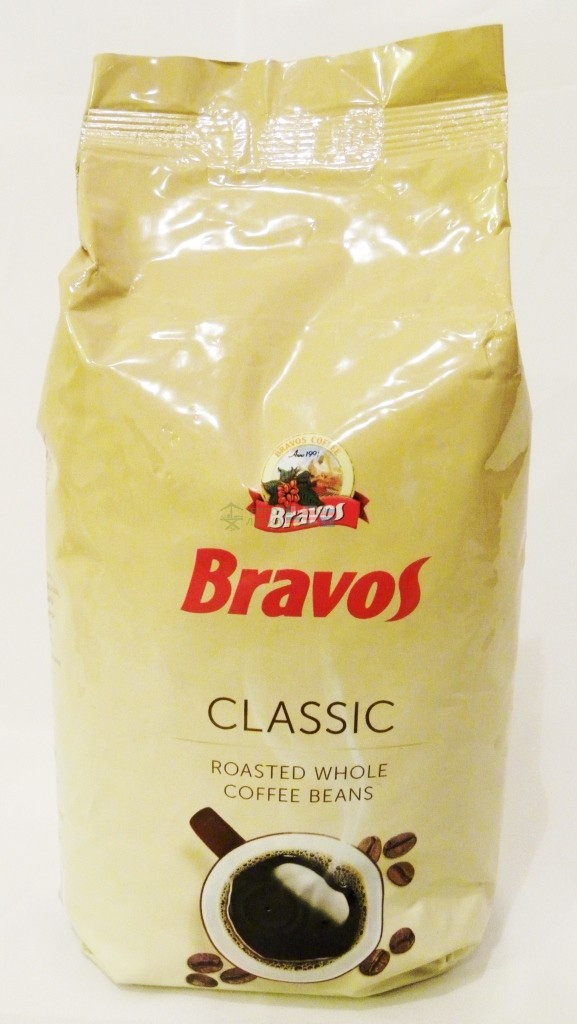 BRAVOS COFFEE
Bravos
Bravos
CLASSIC
ROASTED WHOLE
COFFEE BEANS